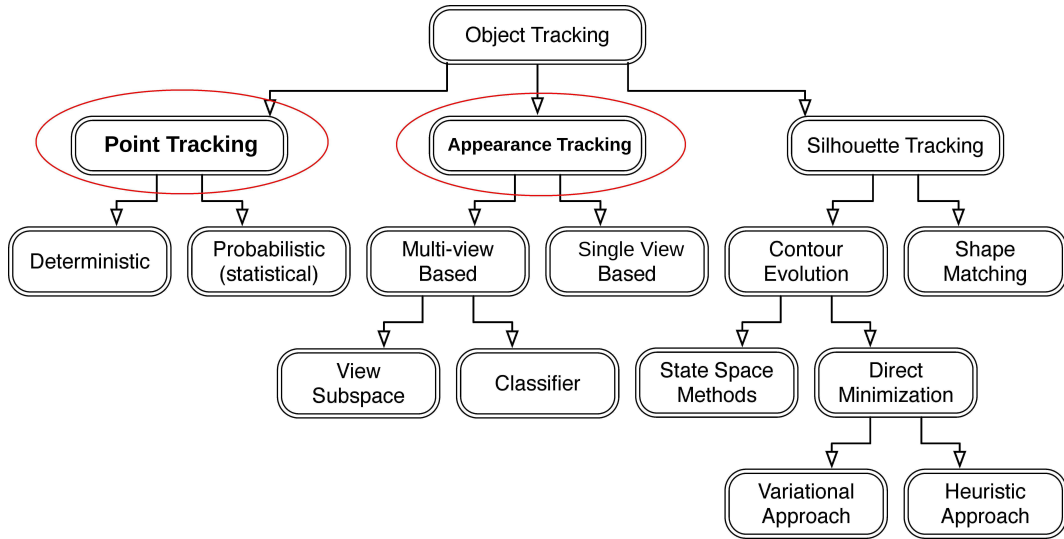 Object Tracking
Point Tracking
Appearance Tracking
Silhouette Tracking
Deterministic
Probabilistic
(statistical)
Multi-view
Based
Single View
Based
Contour
Evolution
Shape
Matching
View
Subspace
Classifier
State Space
Methods
Direct
Minimization
Variational
Approach
Heuristic
Approach